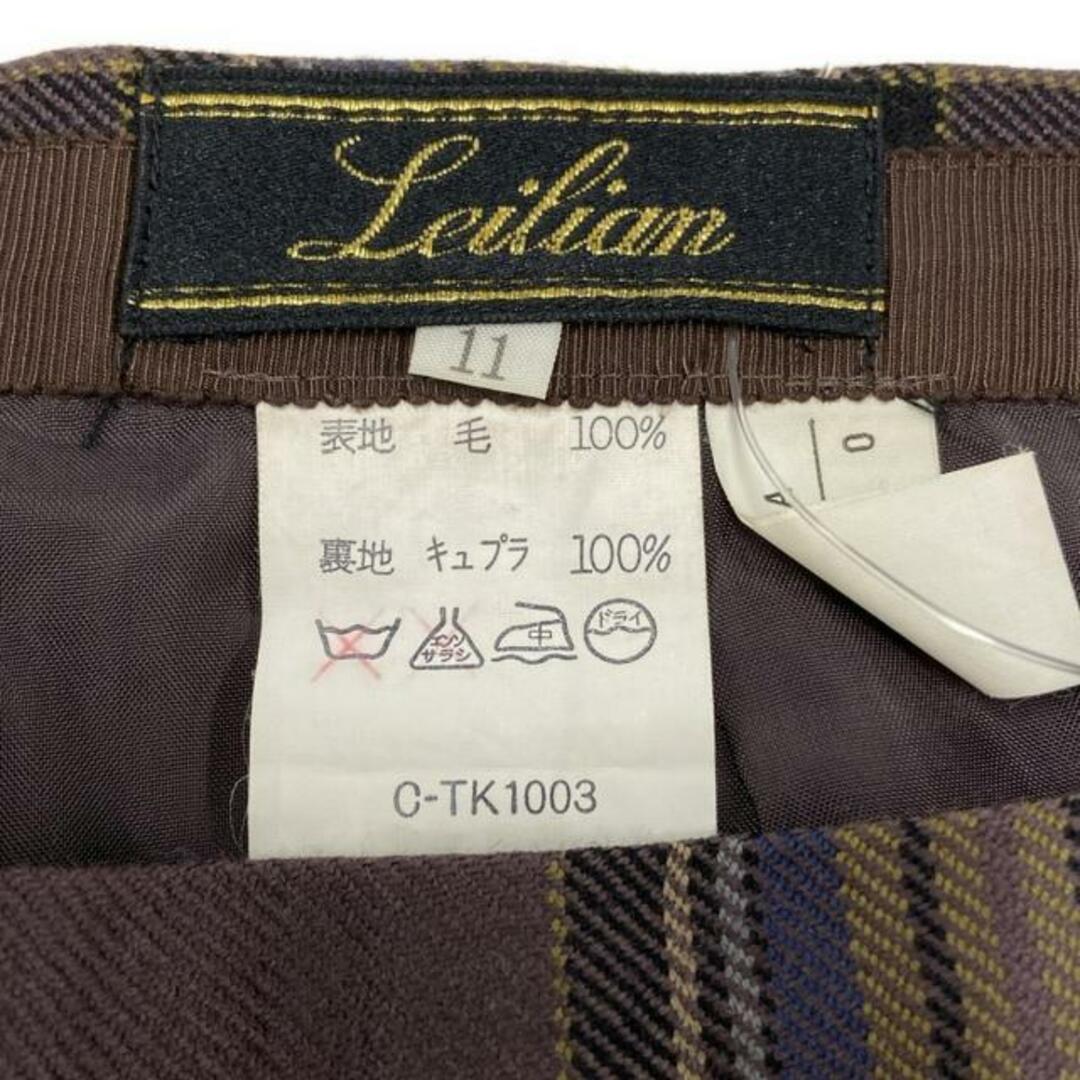 Leilian
11
表地 毛 100%
裏地 キュプラ 100%
エンソ
サラシ
中
ドライ
C-TK1003
A
0